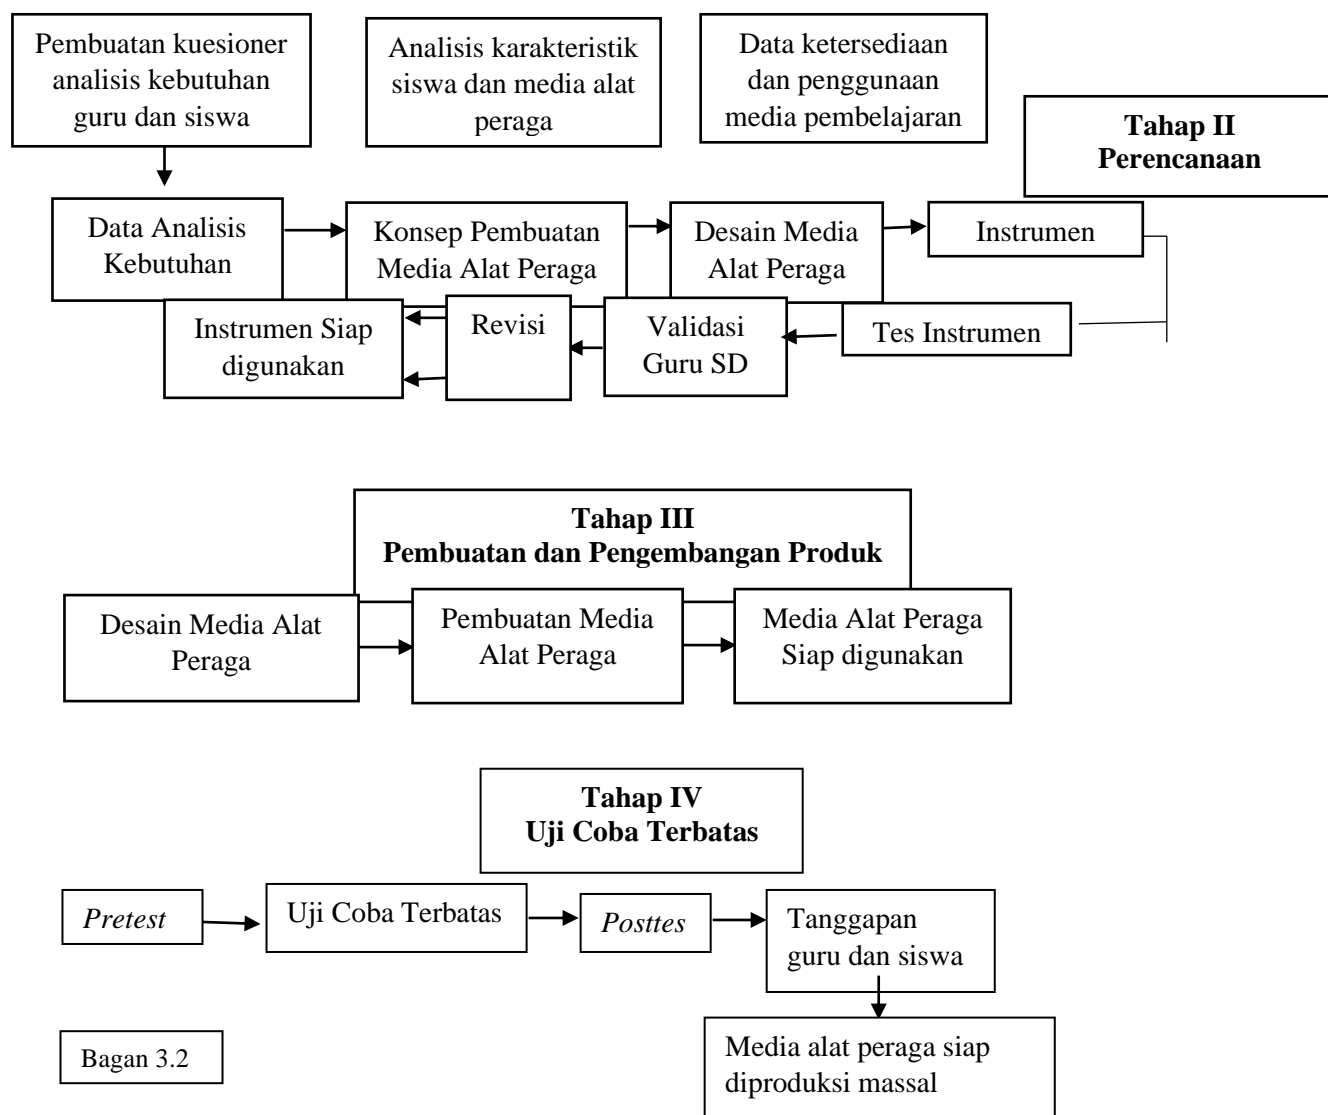 Pembuatan kuesioner
analisis kebutuhan
guru dan siswa
Analisis karakteristik
siswa dan media alat
peraga
Data ketersediaan
dan penggunaan
media pembelajaran
Tahap II
Perencanaan
Data Analisis
Kebutuhan
Konsep Pembuatan
Media Alat Peraga
Desain Media
Alat Peraga
Instrumen
Instrumen Siap
digunakan
Revisi
Validasi
Guru SD
Tes Instrumen
Tahap III
Pembuatan dan Pengembangan Produk
Desain Media Alat
Peraga
Pembuatan Media
Alat Peraga
Media Alat Peraga
Siap digunakan
Tahap IV
Uji Coba Terbatas
Pretest
Uji Coba Terbatas
Posttes
Tanggapan
guru dan siswa
Media alat peraga siap
diproduksi massal
Bagan 3.2